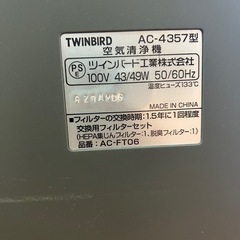 TWINBIRD AC-4357型
空気清浄機
PS E ツインバード工業株式会社
100V 43/49W 50/60Hz
温度ヒューズ133℃
MADE IN CHINA
■フィルターの交換時期:1.5年に1回程度
交換用フィルターセット
(HEPA集じんフィルター1、脱臭フィルター1)
品番:AC-FT06